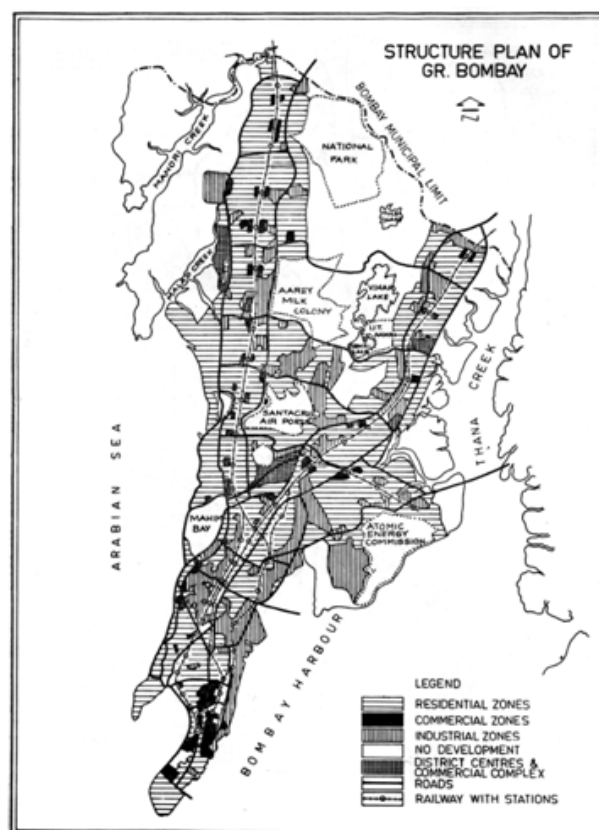 STRUCTURE PLAN OF
GR. BOMBAY
N
BOMBAY MUNICIPAL LIMIT
MANORI CREEK
NATIONAL
PARK
MALAD CREEK
AAREY
MILK
COLONY
VIHAR
LAKE
I.I.T.
SANTACRUZ
AIR PORT
THANA CREEK
ARABIAN SEA
MAHIM
BAY
ATOMIC
ENERGY
COMMISSION
BOMBAY HARBOUR
LEGEND
RESIDENTIAL ZONES
COMMERCIAL ZONES
INDUSTRIAL ZONES
NO DEVELOPMENT
DISTRICT CENTRES &
COMMERCIAL COMPLEX
ROADS
RAILWAY WITH STATIONS